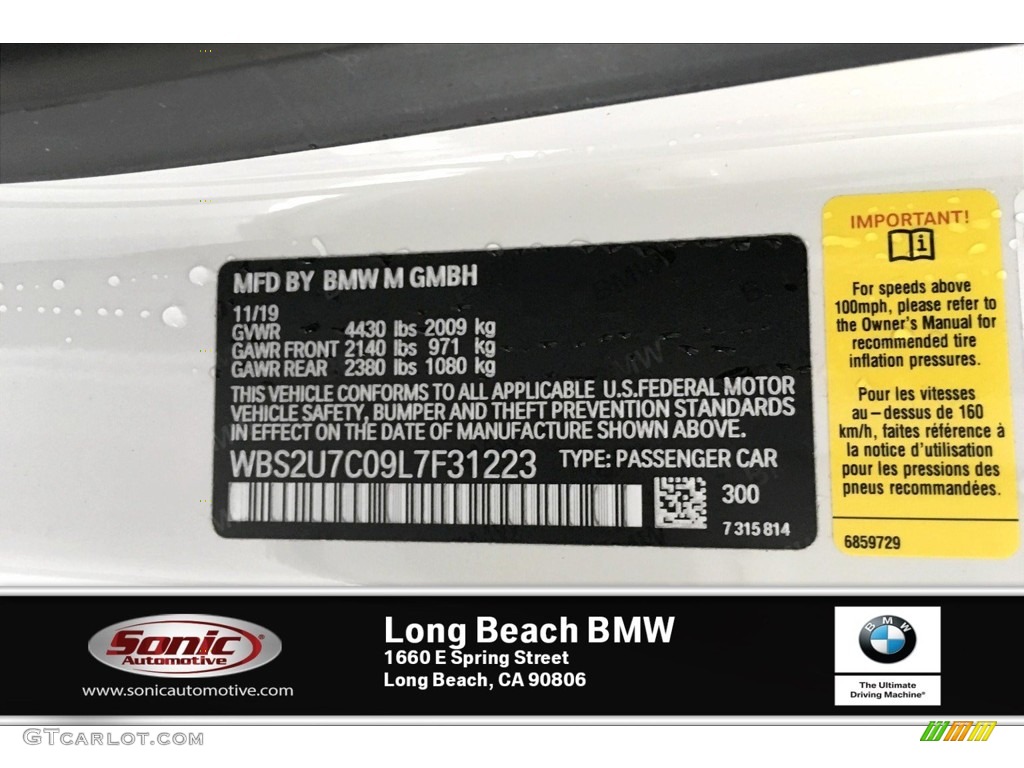 MFD BY BMW M GMBH
11/19
GVWR 4430 lbs 2009 kg
GAWR FRONT 2140 lbs 971 kg
GAWR REAR 2380 lbs 1080 kg
THIS VEHICLE CONFORMS TO ALL APPLICABLE U.S.FEDERAL MOTOR
VEHICLE SAFETY, BUMPER AND THEFT PREVENTION STANDARDS
IN EFFECT ON THE DATE OF MANUFACTURE SHOWN ABOVE.
WBS2U7C09L7F31223 TYPE: PASSENGER CAR
300
7315814
IMPORTANT!
For speeds above
100mph, please refer to
the Owner's Manual for
recommended tire
inflation pressures.
Pour les vitesses
au-dessus de 160
km/h, faites référence à
la notice d'utilisation
pour les pressions des
pneus recommandées.
6859729
Sonic
Automotive
www.sonicautomotive.com
Long Beach BMW
1660 E Spring Street
Long Beach, CA 90806
BMW
The Ultimate
Driving Machine®
GTcarlot.com